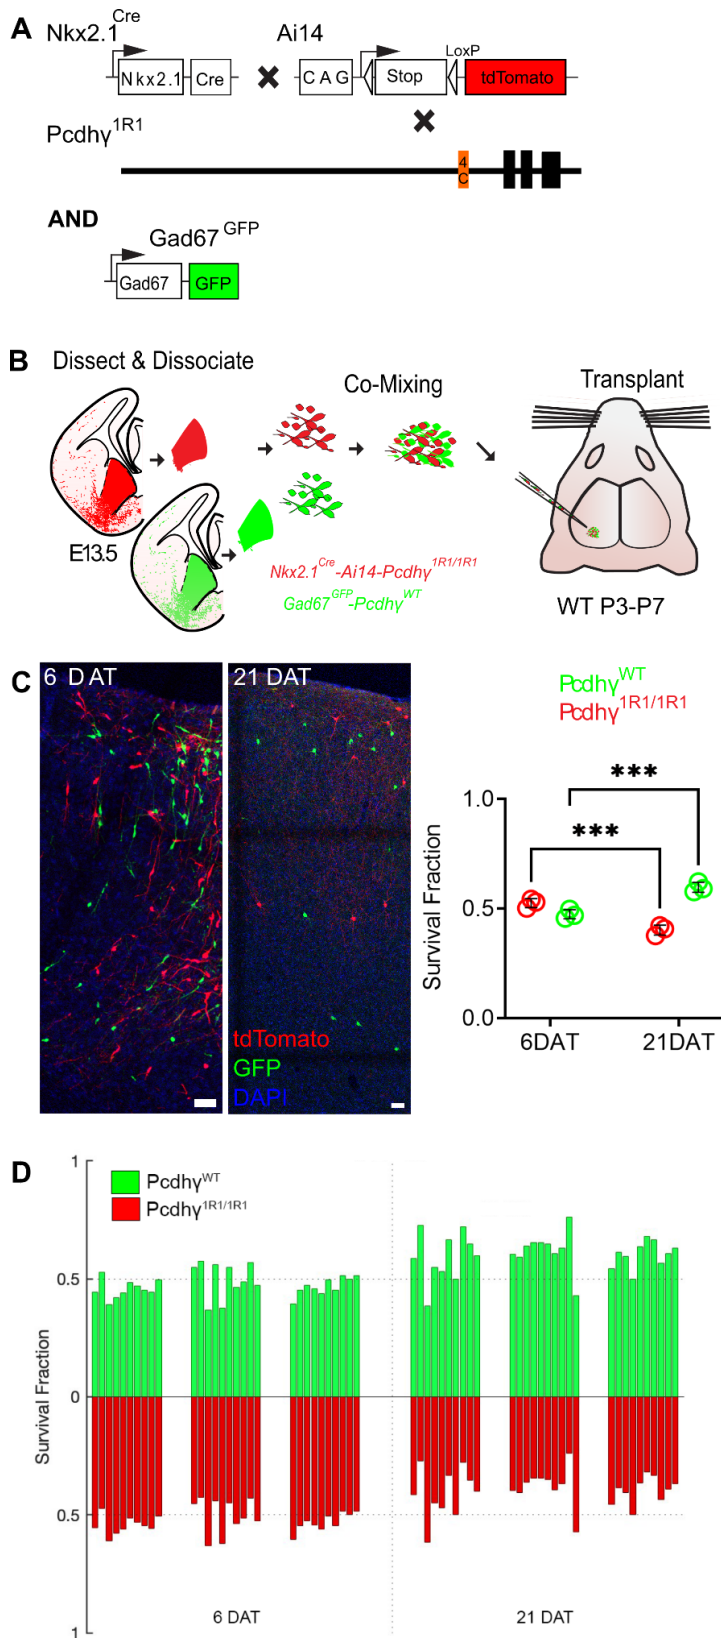 A
Nkx2.1Cre
Ai14
LoxP
Nkx2.1 Cre
CAG Stop tdTomato
Pcdhγ1R1
4
C
AND
Gad67GFP
Gad67 GFP
B
Dissect & Dissociate
Co-Mixing
Transplant
E13.5
Nkx2.1Cre-Ai14-Pcdhγ1R1/1R1
Gad67GFP-PcdhγWT
WT P3-P7
C
6 DAT
21 DAT
tdTomato
GFP
DAPI
PcdhγWT
Pcdhγ1R1/1R1
***
***
1.0
0.5
0.0
Survival Fraction
6DAT
21DAT
D
PcdhγWT
Pcdhγ1R1/1R1
1
0.5
0
0.5
1
Survival Fraction
6 DAT
21 DAT